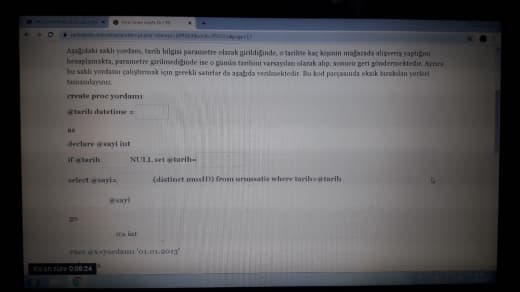 Aşağıdaki saklı yordam, tarih bilgisi parametre olarak girildiğinde, o tarihte kaç kişinin mağazada alışveriş yaptığını
hesaplamakta, parametre girilmediğinde ise o günün tarihini varsayılan olarak alıp, sonucu geri göndermektedir. Ayrıca
bu saklı yordamı çalıştırmak için gerekli satırlar da aşağıda verilmektedir. Bu kod parçasında eksik bırakılan yerleri
tamamlayınız.
create proc yordam1
@tarih datetime =
as
declare @sayi int
if @tarih NULL set @tarih=
select @sayi= (distinct musID) from urunsatis where tarih=@tarih
@sayi
go
@x int
exec @x=yordam1 '01.01.2013'
Kalan süre 0:08:24